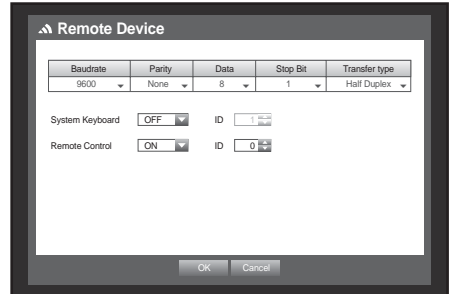 Remote Device
Baudrate Parity Data Stop Bit Transfer type
9600 None 8 1 Half Duplex
System Keyboard OFF ID 1
Remote Control ON ID 0
OK Cancel